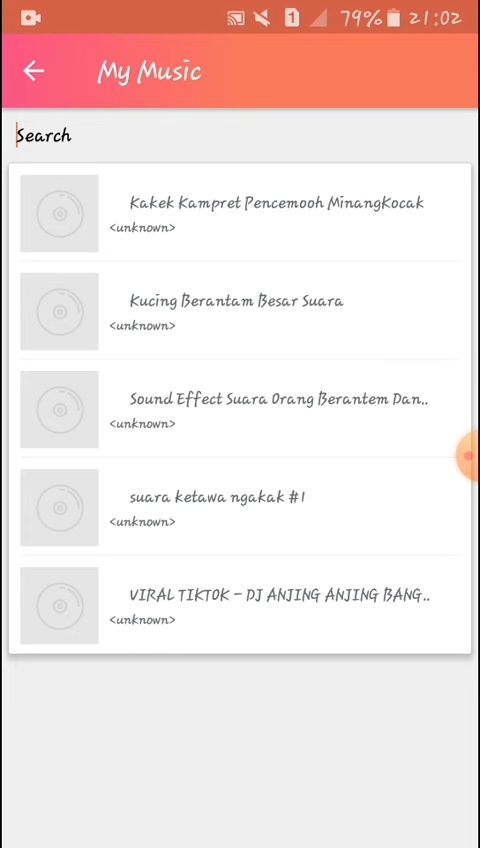 1 79% 21:02
My Music
Search
Kakek Kampret Pencemooh MinangKocak
<unknown>
Kucing Berantam Besar Suara
<unknown>
Sound Effect Suara Orang Berantem Dan..
<unknown>
suara ketawa ngakak #1
<unknown>
VIRAL TIKTOK - DJ ANJING ANJING BANG..
<unknown>